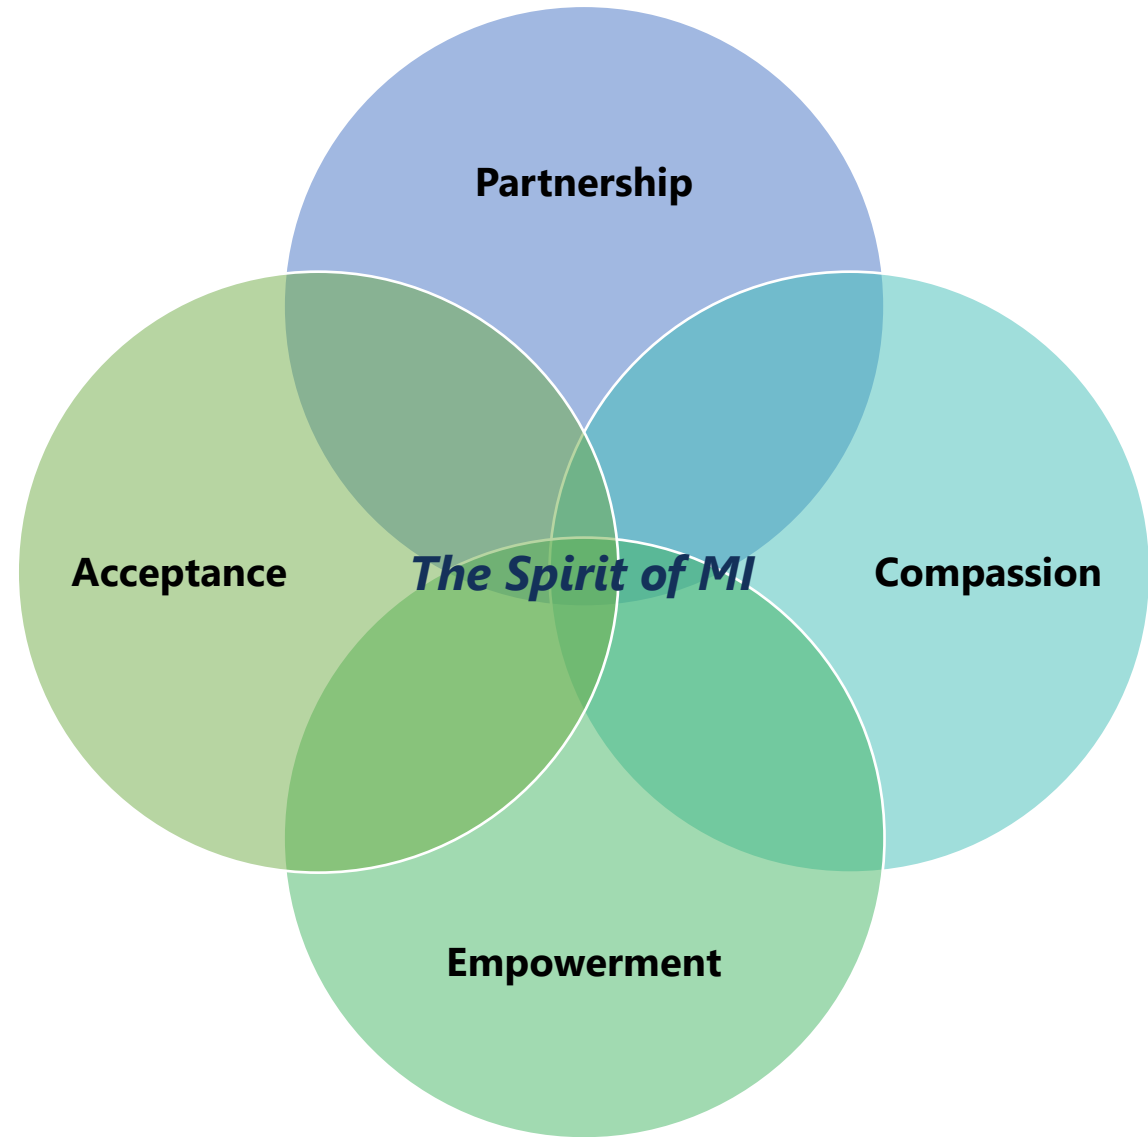 Partnership
Acceptance
The Spirit of MI
Compassion
Empowerment